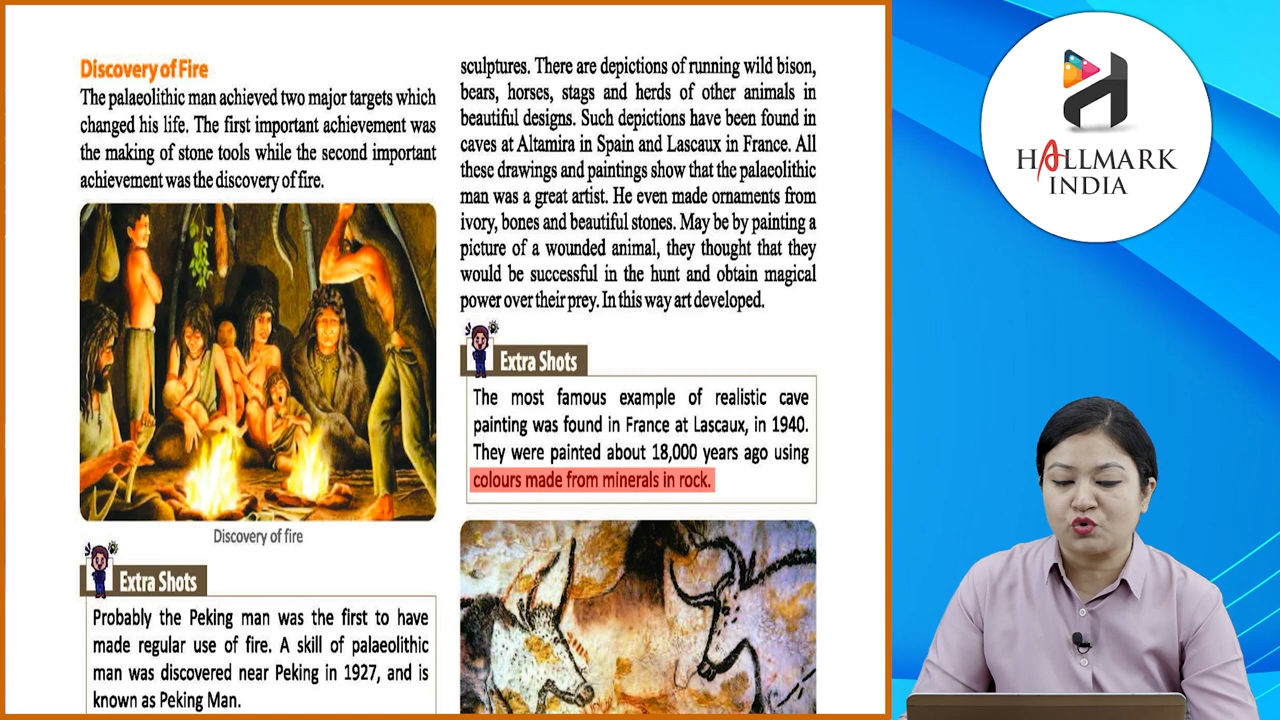 Discovery of Fire
The palaeolithic man achieved two major targets which
changed his life. The first important achievement was
the making of stone tools while the second important
achievement was the discovery of fire.
Discovery of fire
Extra Shots
Probably the Peking man was the first to have
made regular use of fire. A skill of palaeolithic
man was discovered near Peking in 1927, and is
known as Peking Man.
sculptures. There are depictions of running wild bison,
bears, horses, stags and herds of other animals in
beautiful designs. Such depictions have been found in
caves at Altamira in Spain and Lascaux in France. All
these drawings and paintings show that the palaeolithic
man was a great artist. He even made ornaments from
ivory, bones and beautiful stones. May be by painting a
picture of a wounded animal, they thought that they
would be successful in the hunt and obtain magical
power over their prey. In this way art developed.
Extra Shots
The most famous example of realistic cave
painting was found in France at Lascaux, in 1940.
They were painted about 18,000 years ago using
colours made from minerals in rock.
HALLMARK
INDIA